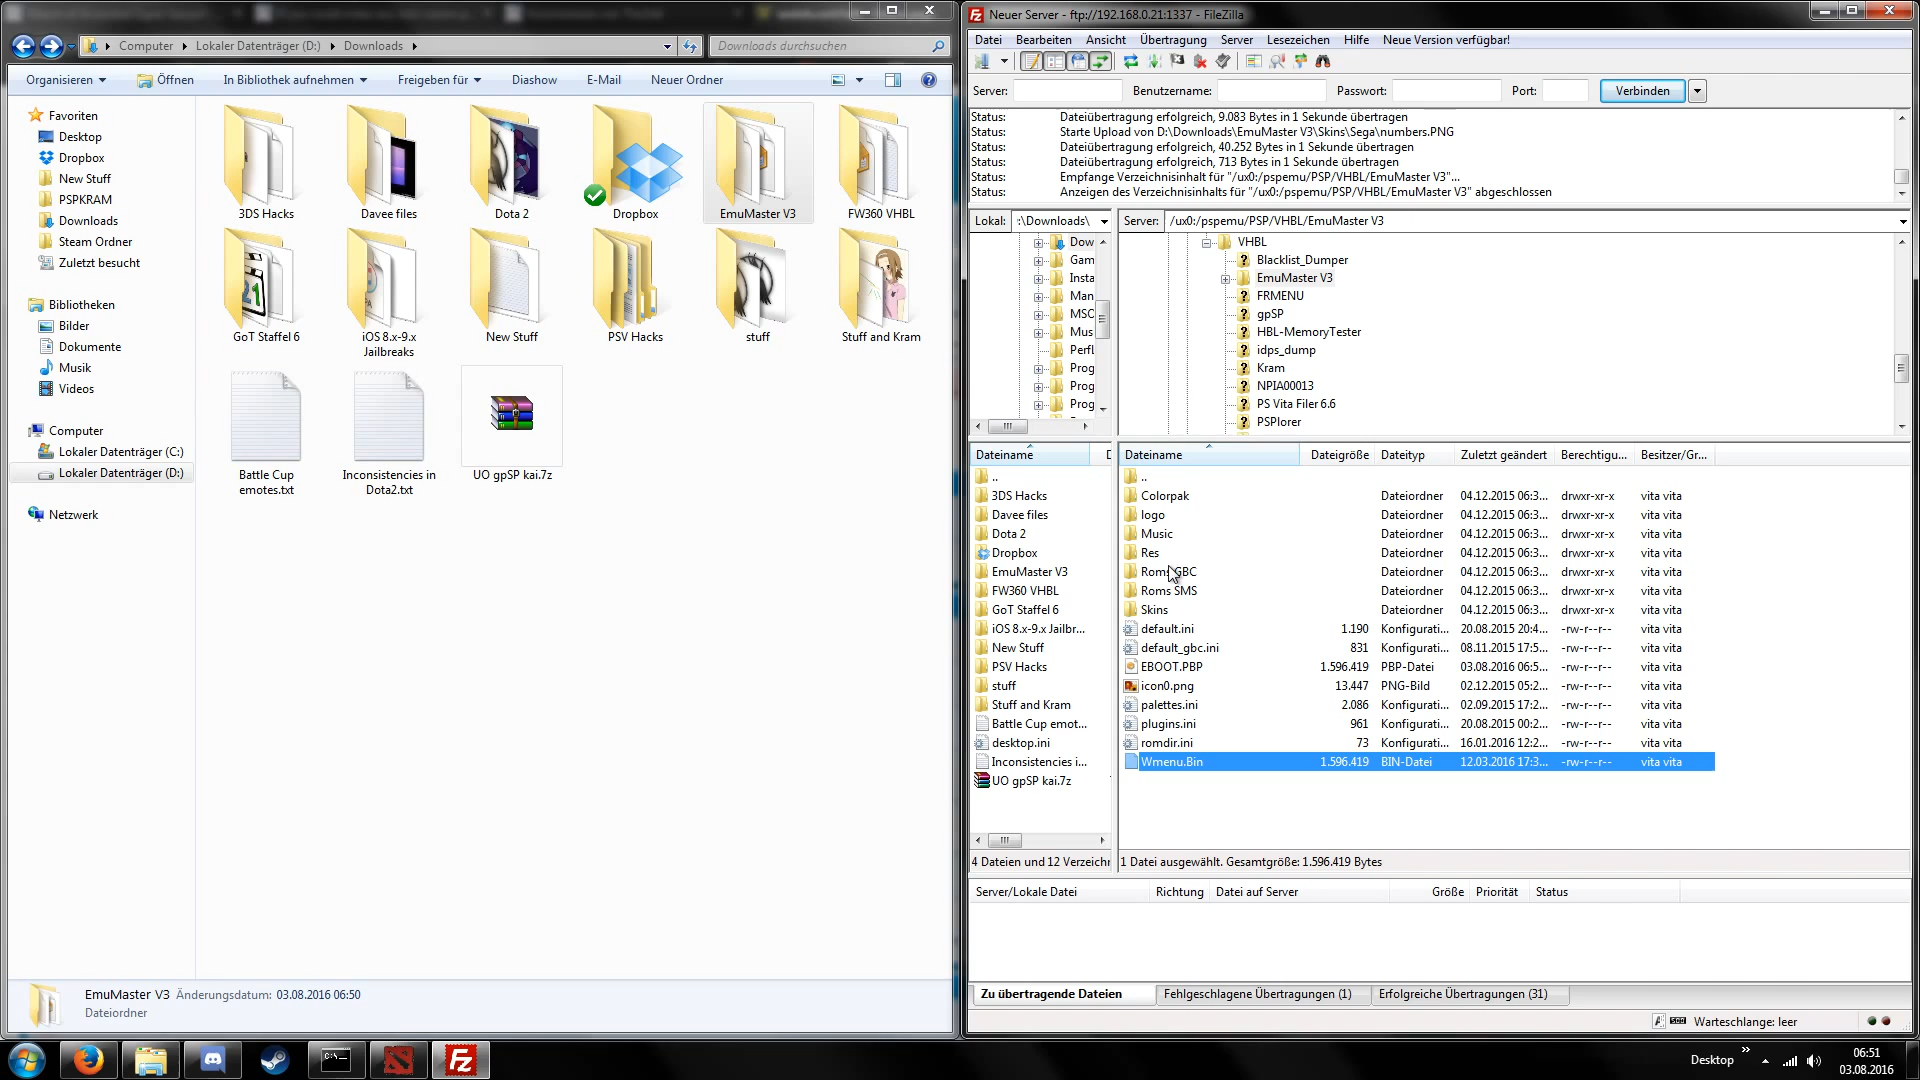 Computer
Lokaler Datenträger (D:)
Downloads
Downloads durchsuchen
Organisieren
Öffnen
In Bibliothek aufnehmen
Freigeben für
Diashow
E-Mail
Neuer Ordner
Favoriten
Desktop
Dropbox
New Stuff
PSPKRAM
Downloads
Steam Ordner
Zuletzt besucht
Bibliotheken
Bilder
Dokumente
Musik
Videos
Computer
Lokaler Datenträger (C:)
Lokaler Datenträger (D:)
Netzwerk
3DS Hacks
Davee files
Dota 2
Dropbox
EmuMaster V3
FW360 VHBL
GoT Staffel 6
iOS 8.x-9.x
Jailbreaks
New Stuff
PSV Hacks
stuff
Stuff and Kram
Battle Cup
emotes.txt
Inconsistencies in
Dota2.txt
UO gpSP kai.7z
EmuMaster V3 Änderungsdatum: 03.08.2016 06:50
Dateiordner
Neuer Server - ftp://192.168.0.21:1337 - FileZilla
Datei Bearbeiten Ansicht Übertragung Server Lesezeichen Hilfe Neue Version verfügbar!
Server: Benutzername: Passwort: Port: Verbinden
Status: Dateiübertragung erfolgreich, 9.083 Bytes in 1 Sekunde übertragen
Status: Starte Upload von D:\Downloads\EmuMaster V3\Skins\Sega\numbers.PNG
Status: Dateiübertragung erfolgreich, 40.252 Bytes in 1 Sekunde übertragen
Status: Dateiübertragung erfolgreich, 713 Bytes in 1 Sekunde übertragen
Status: Empfange Verzeichnisinhalt für "/ux0:/pspemu/PSP/VHBL/EmuMaster V3"...
Status: Anzeigen des Verzeichnisinhalts für "/ux0:/pspemu/PSP/VHBL/EmuMaster V3" abgeschlossen
Lokal: :\Downloads\
Dow
Gam
Insta
Man
MSC
Mus
Perfl
Prog
Prog
Prog
Server: /ux0:/pspemu/PSP/VHBL/EmuMaster V3
VHBL
Blacklist_Dumper
EmuMaster V3
FRMENU
gpSP
HBL-MemoryTester
idps_dump
Kram
NPIA00013
PS Vita Filer 6.6
PSPlorer
Dateiname
..
3DS Hacks
Davee files
Dota 2
Dropbox
EmuMaster V3
FW360 VHBL
GoT Staffel 6
iOS 8.x-9.x Jailbr...
New Stuff
PSV Hacks
stuff
Stuff and Kram
Battle Cup emot...
desktop.ini
Inconsistencies i...
UO gpSP kai.7z
4 Dateien und 12 Verzeichn
Dateiname Dateigröße Dateityp Zuletzt geändert Berechtigu... Besitzer/Gr...
..
Colorpak Dateiordner 04.12.2015 06:3... drwxr-xr-x vita vita
logo Dateiordner 04.12.2015 06:3... drwxr-xr-x vita vita
Music Dateiordner 04.12.2015 06:3... drwxr-xr-x vita vita
Res Dateiordner 04.12.2015 06:3... drwxr-xr-x vita vita
Roms GBC Dateiordner 04.12.2015 06:3... drwxr-xr-x vita vita
Roms SMS Dateiordner 04.12.2015 06:3... drwxr-xr-x vita vita
Skins Dateiordner 04.12.2015 06:3... drwxr-xr-x vita vita
default.ini 1.190 Konfigurati... 20.08.2015 20:4... -rw-r--r-- vita vita
default_gbc.ini 831 Konfigurati... 08.11.2015 17:5... -rw-r--r-- vita vita
EBOOT.PBP 1.596.419 PBP-Datei 03.08.2016 06:5... -rw-r--r-- vita vita
icon0.png 13.447 PNG-Bild 02.12.2015 05:2... -rw-r--r-- vita vita
palettes.ini 2.086 Konfigurati... 02.09.2015 17:2... -rw-r--r-- vita vita
plugins.ini 961 Konfigurati... 20.08.2015 00:2... -rw-r--r-- vita vita
romdir.ini 73 Konfigurati... 16.01.2016 12:2... -rw-r--r-- vita vita
Wmenu.Bin 1.596.419 BIN-Datei 12.03.2016 17:3... -rw-r--r-- vita vita
1 Datei ausgewählt. Gesamtgröße: 1.596.419 Bytes
Server/Lokale Datei Richtung Datei auf Server Größe Priorität Status
Zu übertragende Dateien Fehlgeschlagene Übertragungen (1) Erfolgreiche Übertragungen (31)
Warteschlange: leer
Desktop
06:51
03.08.2016